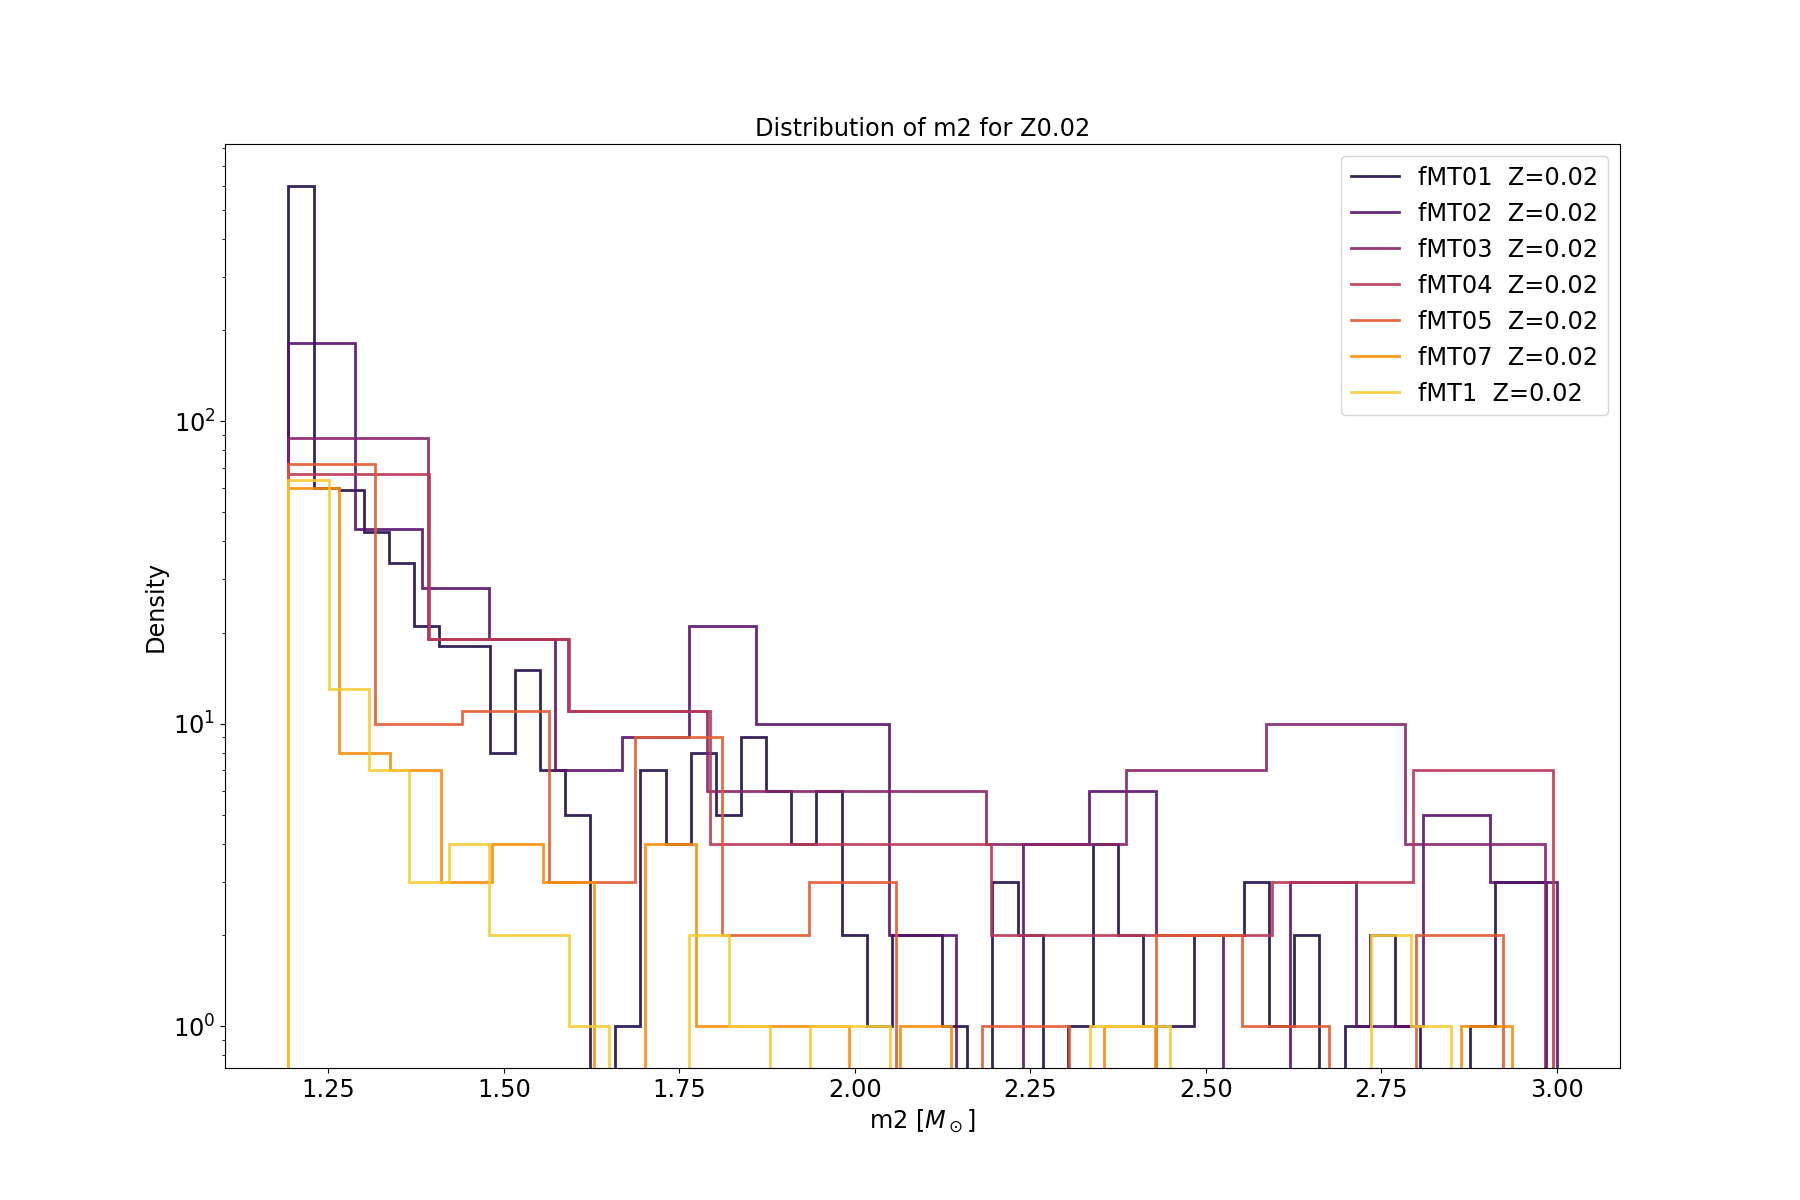 Distribution of m2 for Z0.02
fMT01  Z=0.02
fMT02  Z=0.02
fMT03  Z=0.02
fMT04  Z=0.02
fMT05  Z=0.02
fMT07  Z=0.02
fMT1  Z=0.02
Density
10²
10¹
10⁰
1.25 1.50 1.75 2.00 2.25 2.50 2.75 3.00
m2 [M⊙]